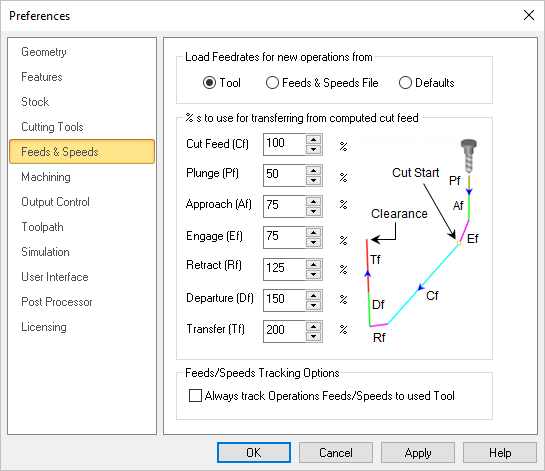 Preferences
Geometry
Features
Stock
Cutting Tools
Feeds & Speeds
Machining
Output Control
Toolpath
Simulation
User Interface
Post Processor
Licensing
Load Feedrates for new operations from
Tool
Feeds & Speeds File
Defaults
% s to use for transferring from computed cut feed
Cut Feed (Cf) 100 %
Plunge (Pf) 50 %
Approach (Af) 75 %
Engage (Ef) 75 %
Retract (Rf) 125 %
Departure (Df) 150 %
Transfer (Tf) 200 %
Cut Start
Pf
Af
Clearance
Ef
Tf
Cf
Df
Rf
Feeds/Speeds Tracking Options
Always track Operations Feeds/Speeds to used Tool
OK
Cancel
Apply
Help